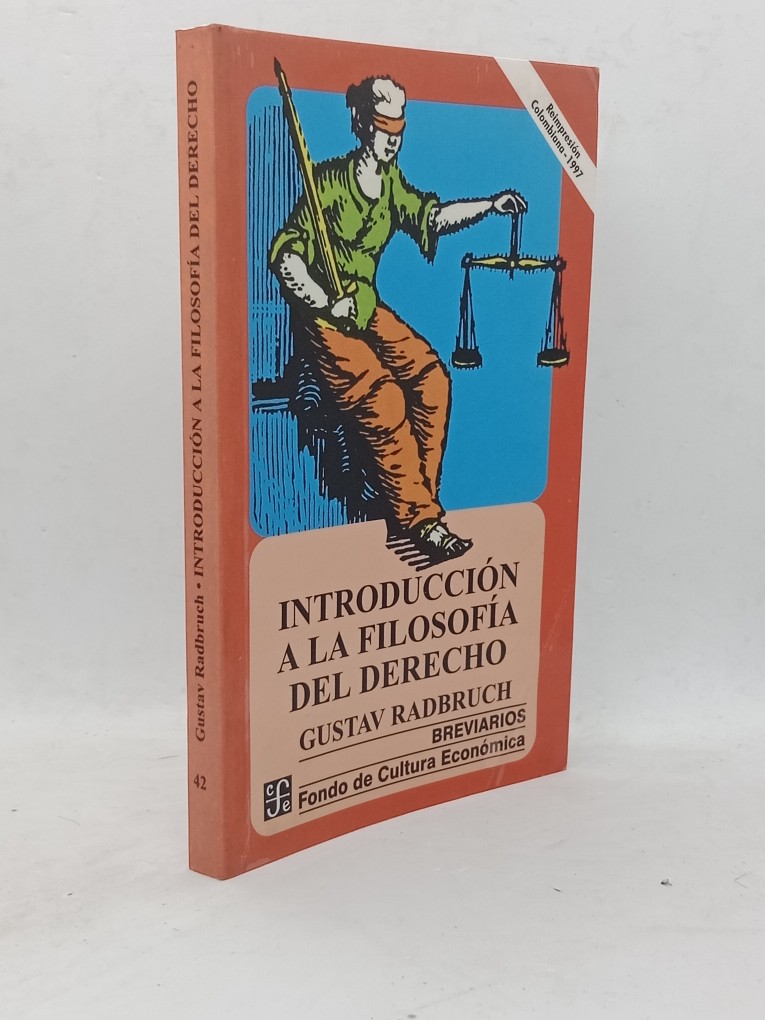 Gustav Radbruch • INTRODUCCIÓN A LA FILOSOFÍA DEL DERECHO
42
Reimpresión
Colombiana - 1997
INTRODUCCIÓN
A LA FILOSOFÍA
DEL DERECHO
GUSTAV RADBRUCH
BREVIARIOS
cfe Fondo de Cultura Económica